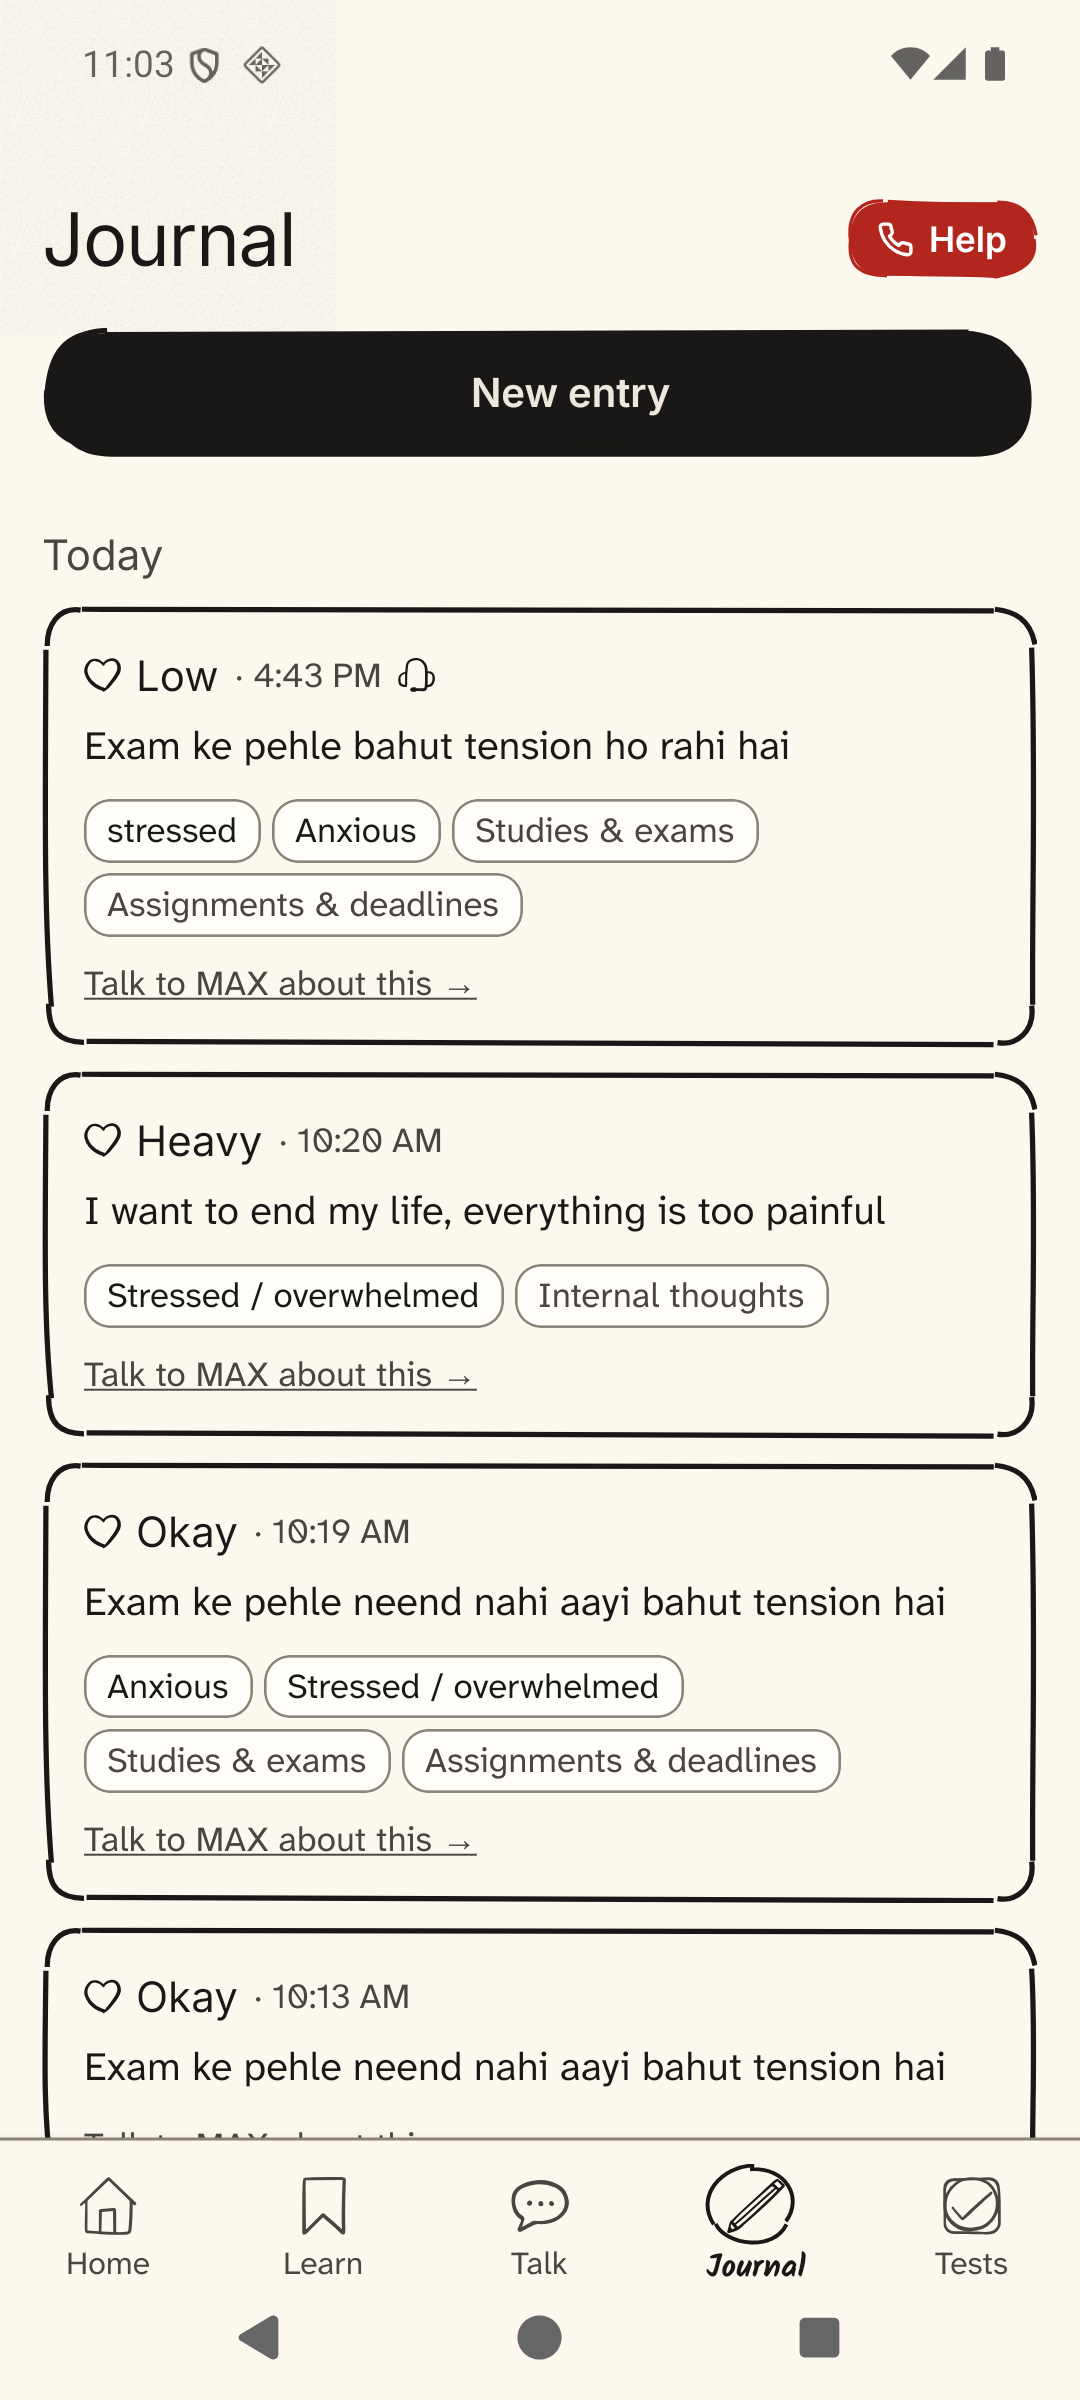 11:03
Journal
Help
New entry
Today
Low · 4:43 PM
Exam ke pehle bahut tension ho rahi hai
stressed Anxious Studies & exams
Assignments & deadlines
Talk to MAX about this →
Heavy · 10:20 AM
I want to end my life, everything is too painful
Stressed / overwhelmed Internal thoughts
Talk to MAX about this →
Okay · 10:19 AM
Exam ke pehle neend nahi aayi bahut tension hai
Anxious Stressed / overwhelmed
Studies & exams Assignments & deadlines
Talk to MAX about this →
Okay · 10:13 AM
Exam ke pehle neend nahi aayi bahut tension hai
Home Learn Talk Journal Tests